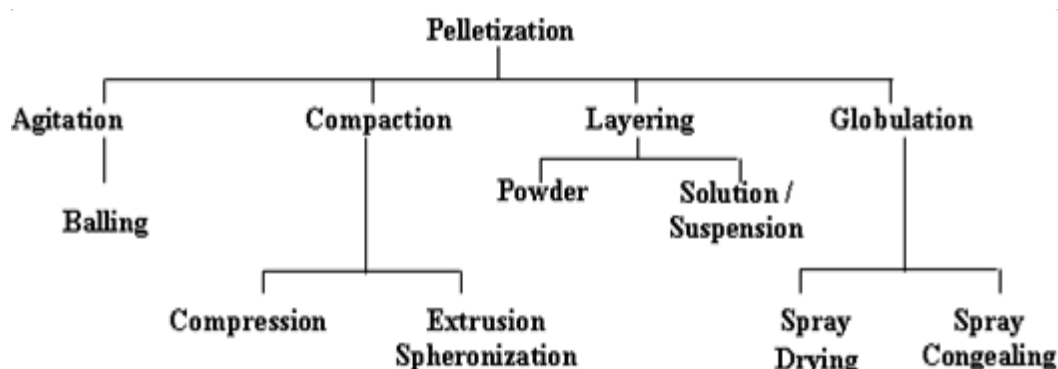 Pelletization
Agitation Compaction Layering Globulation
Powder Solution /
Suspension
Balling
Compression Extrusion
Spheronization
Spray
Drying
Spray
Congealing